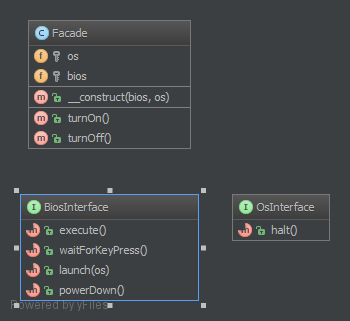 Facade
os
bios
__construct(bios, os)
turnOn()
turnOff()
BiosInterface
execute()
waitForKeyPress()
launch(os)
powerDown()
OsInterface
halt()
Powered by yFiles